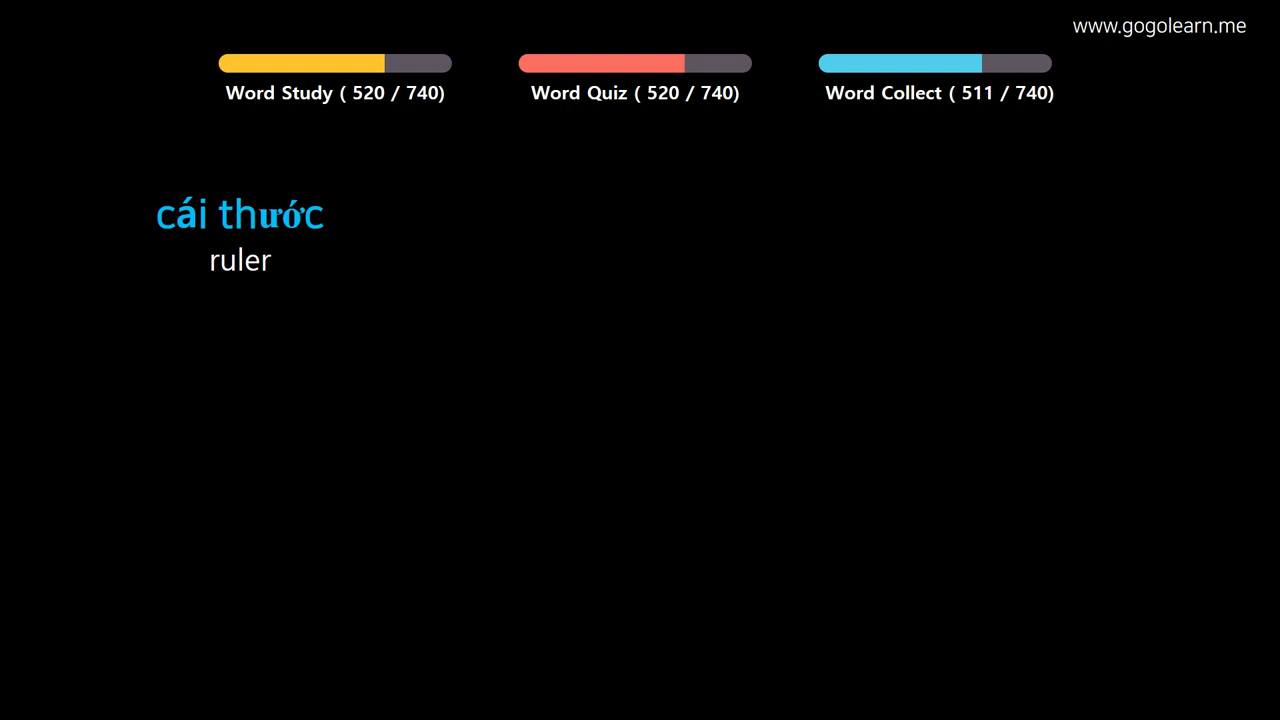 www.gogolearn.me
Word Study ( 520 / 740)
Word Quiz ( 520 / 740)
Word Collect ( 511 / 740)
cái thước
ruler